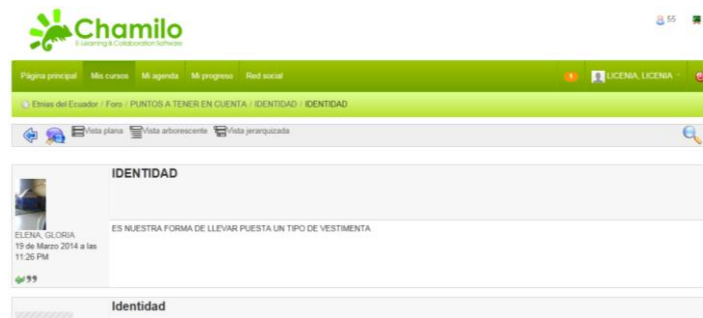 Chamilo
E-Learning & Collaboration Software
55
Página principal Mis cursos Mi agenda Mi progreso Red social
1 LICENIA, LICENIA
Etnias del Ecuador / Foro / PUNTOS A TENER EN CUENTA / IDENTIDAD / IDENTIDAD
Vista plana Vista arborescente Vista jerarquizada
IDENTIDAD
ELENA, GLORIA
19 de Marzo 2014 a las
11:26 PM
ES NUESTRA FORMA DE LLEVAR PUESTA UN TIPO DE VESTIMENTA
Identidad